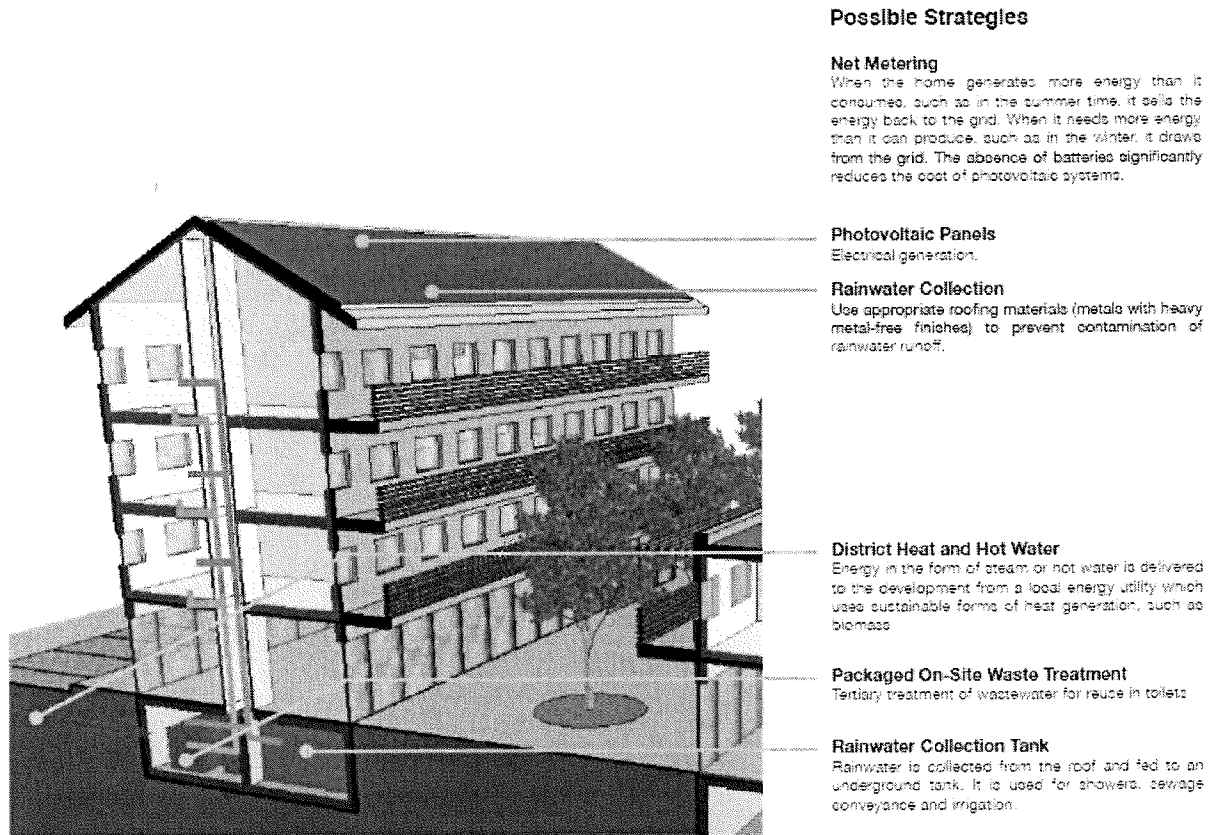 Possible Strategies
Net Metering
When the home generates more energy than it
consumes, such as in the summer time, it sells the
energy back to the grid. When it needs more energy
than it can produce, such as in the winter, it draws
from the grid. The absence of batteries significantly
reduces the cost of photovoltaic systems.
Photovoltaic Panels
Electrical generation.
Rainwater Collection
Use appropriate roofing materials (metals with heavy
metal-free finishes) to prevent contamination of
rainwater runoff.
District Heat and Hot Water
Energy in the form of steam or hot water is delivered
to the development from a local energy utility which
uses sustainable forms of heat generation, such as
biomass
Packaged On-Site Waste Treatment
Tertiary treatment of wastewater for reuse in toilets
Rainwater Collection Tank
Rainwater is collected from the roof and fed to an
underground tank. It is used for showers, sewage
conveyance and irrigation.